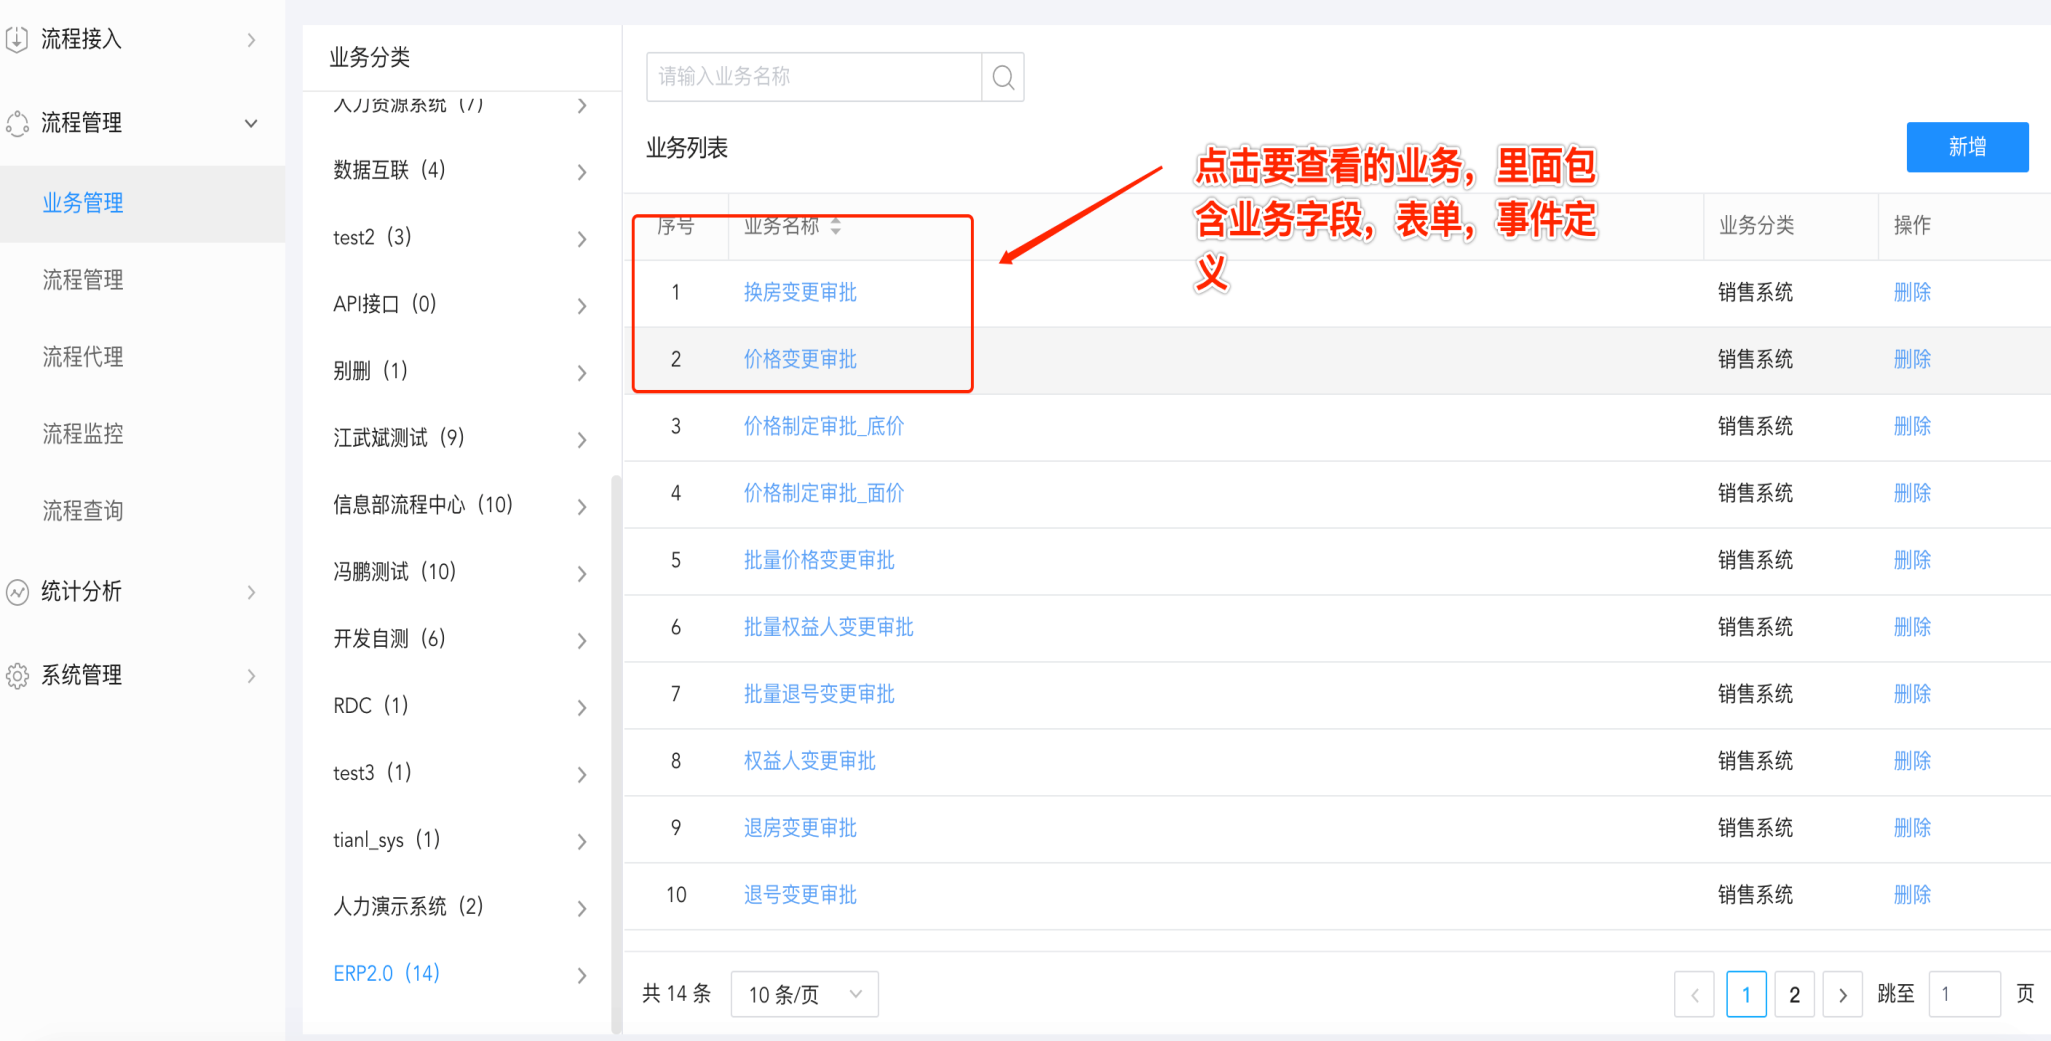 流程接入
流程管理
业务管理
流程管理
流程代理
流程监控
流程查询
统计分析
系统管理
业务分类
人力资源系统 (7)
数据互联 (4)
test2 (3)
API接口 (0)
别删 (1)
江武斌测试 (9)
信息部流程中心 (10)
冯鹏测试 (10)
开发自测 (6)
RDC (1)
test3 (1)
tianl_sys (1)
人力演示系统 (2)
ERP2.0 (14)
请输入业务名称
业务列表
新增
点击要查看的业务，里面包
含业务字段，表单，事件定
义
序号 业务名称 业务分类 操作
1 换房变更审批 销售系统 删除
2 价格变更审批 销售系统 删除
3 价格制定审批_底价 销售系统 删除
4 价格制定审批_面价 销售系统 删除
5 批量价格变更审批 销售系统 删除
6 批量权益人变更审批 销售系统 删除
7 批量退号变更审批 销售系统 删除
8 权益人变更审批 销售系统 删除
9 退房变更审批 销售系统 删除
10 退号变更审批 销售系统 删除
共 14 条 10 条/页 1 2 跳至 1 页